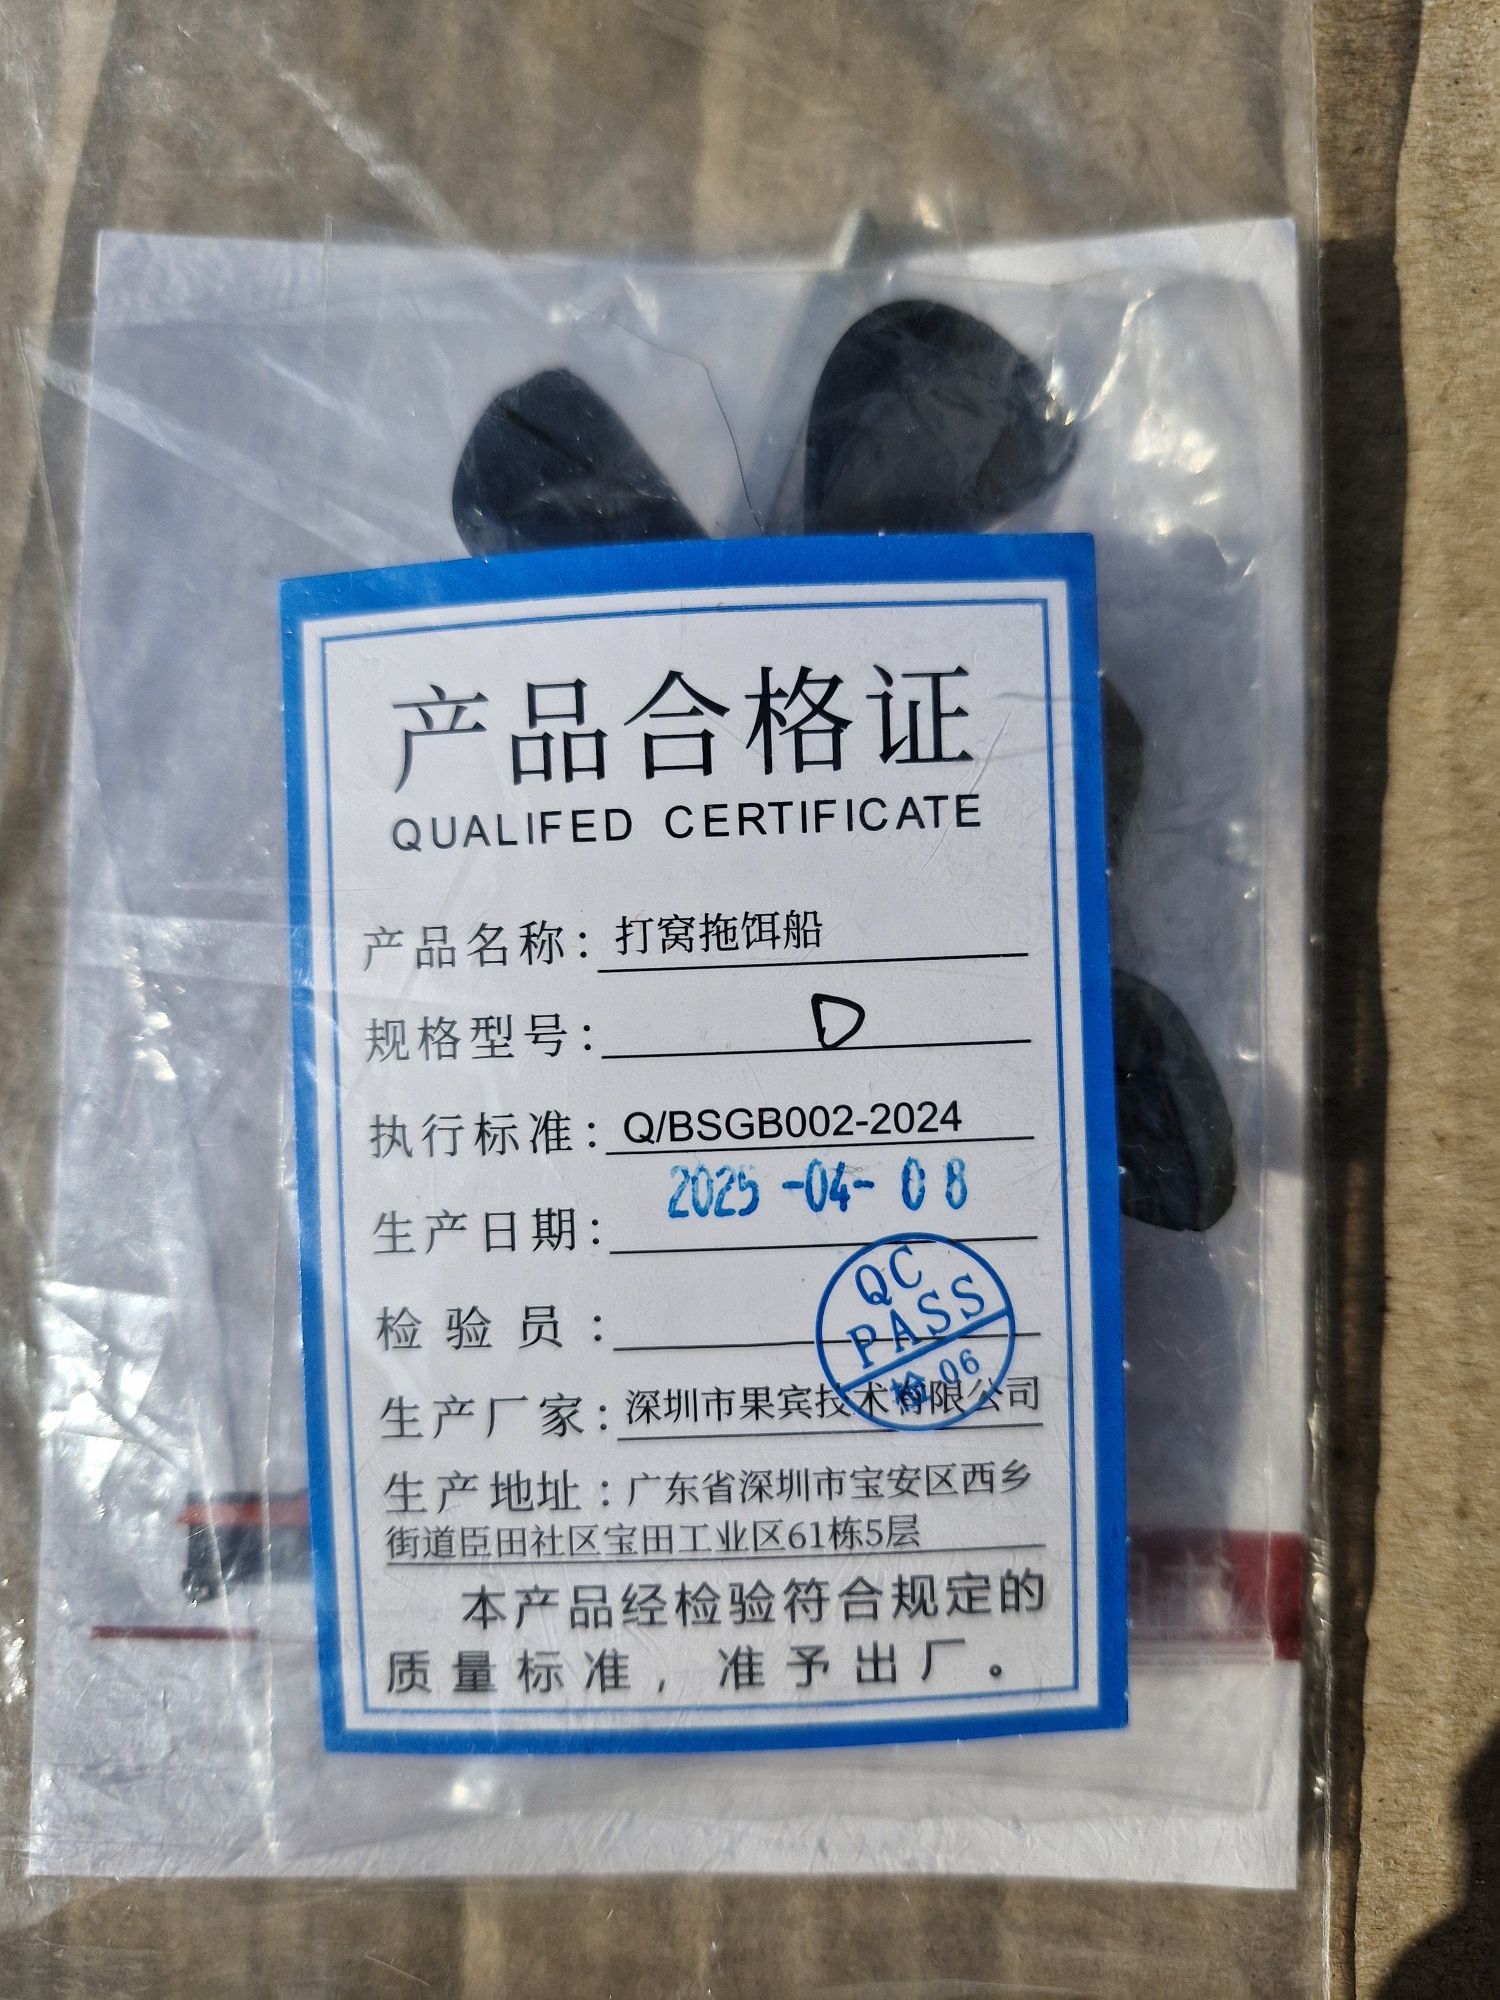 产品合格证
QUALIFED CERTIFICATE
产品名称：打窝拖饵船
规格型号：D
执行标准：Q/BSGB002-2024
生产日期：2025-04-08
检验员：
QC
PASS
检06
生产厂家：深圳市果宾技术有限公司
生产地址：广东省深圳市宝安区西乡
街道臣田社区宝田工业区61栋5层
本产品经检验符合规定的
质量标准，准予出厂。